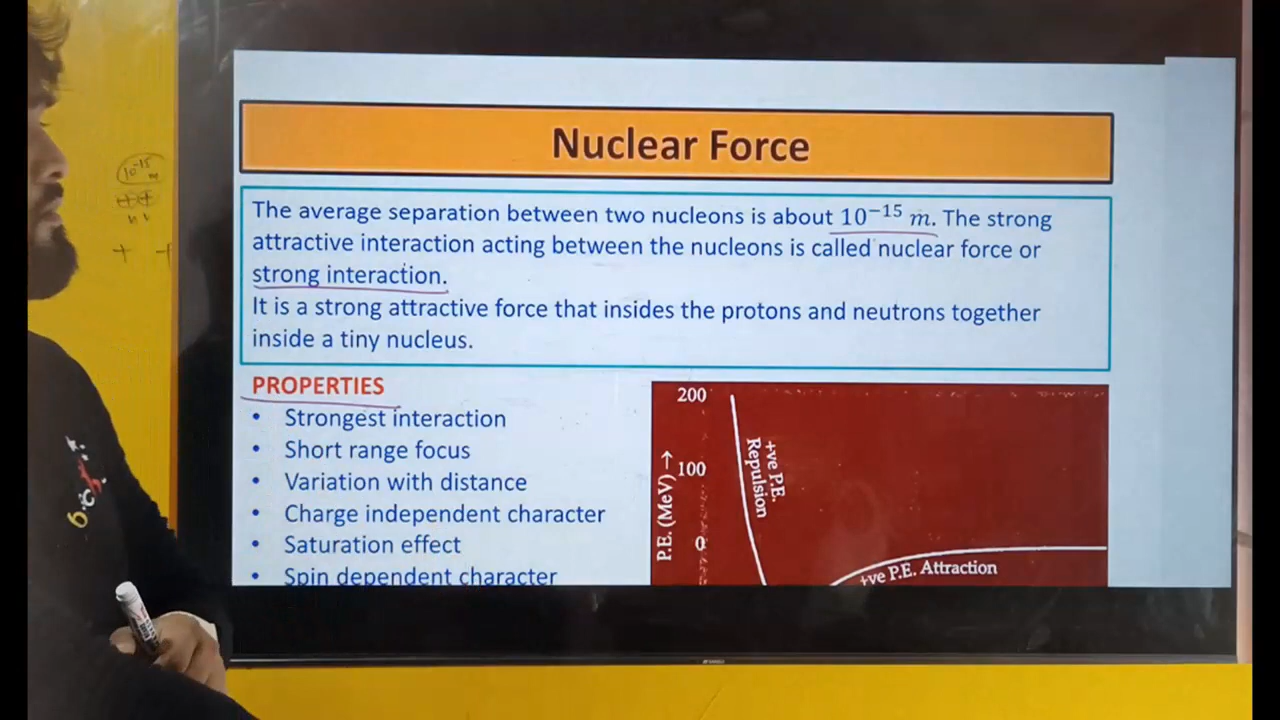 Nuclear Force
The average separation between two nucleons is about 10⁻¹⁵ m. The strong
attractive interaction acting between the nucleons is called nuclear force or
strong interaction.
It is a strong attractive force that insides the protons and neutrons together
inside a tiny nucleus.
PROPERTIES
• Strongest interaction
• Short range focus
• Variation with distance
• Charge independent character
• Saturation effect
• Spin dependent character
200
100
0
P.E. (MeV) →
+ve P.E.
Repulsion
+ve P.E. Attraction
10⁻¹⁵
m
+ +